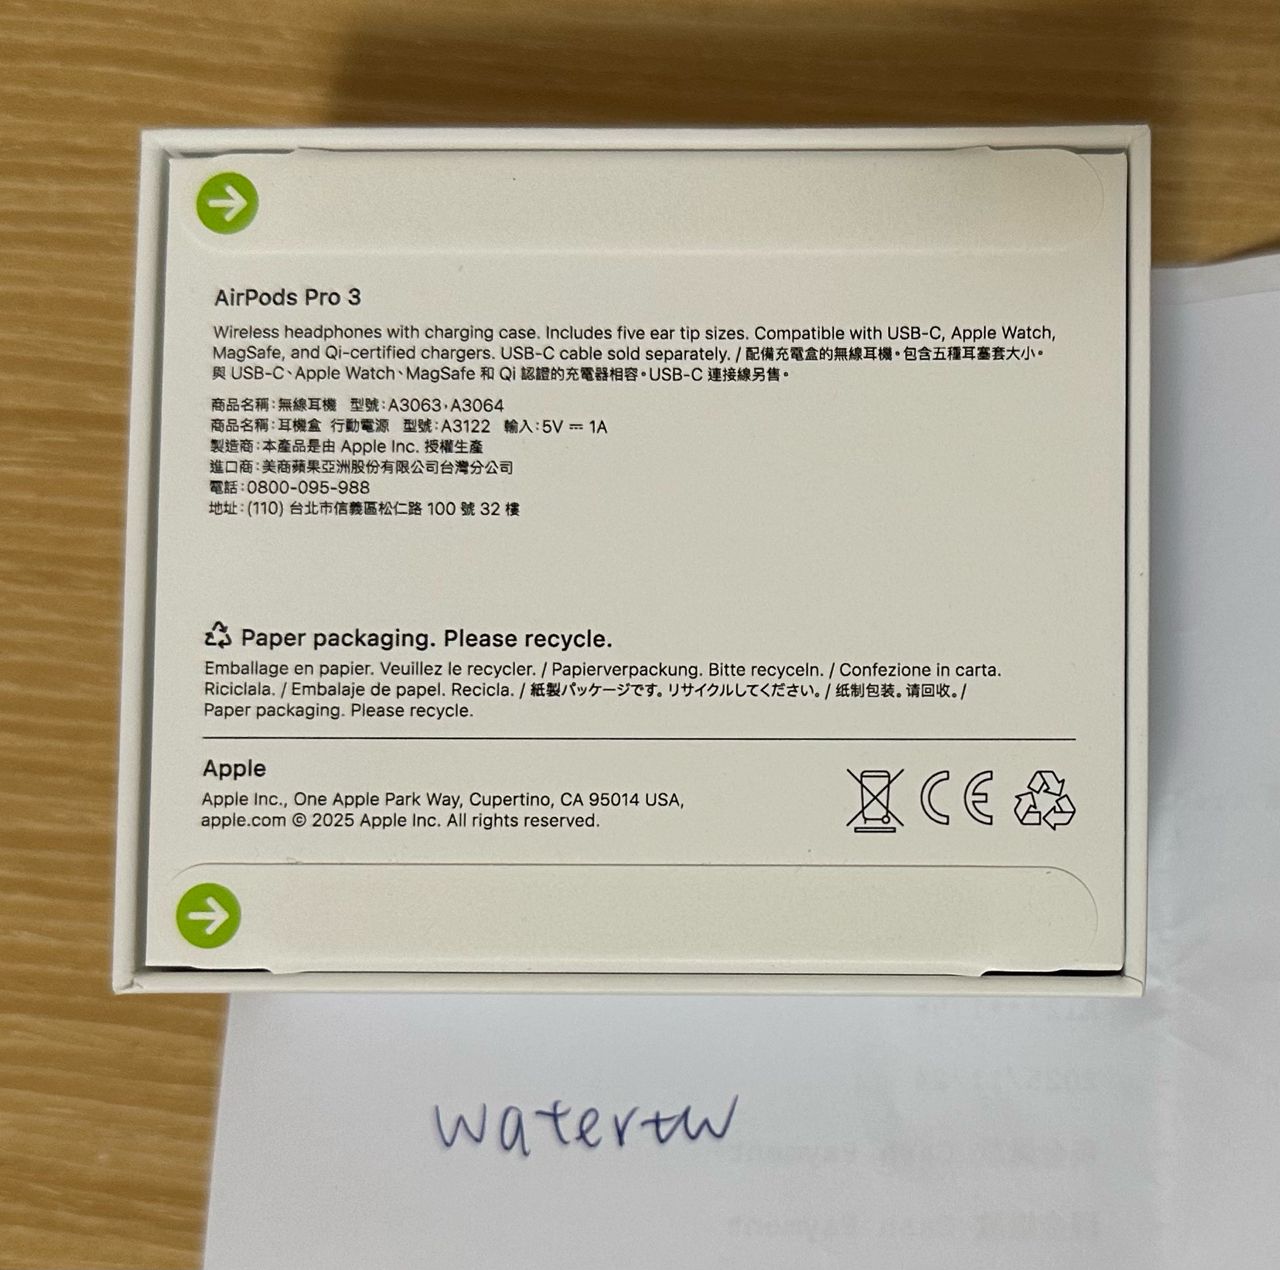 AirPods Pro 3
Wireless headphones with charging case. Includes five ear tip sizes. Compatible with USB-C, Apple Watch,
MagSafe, and Qi-certified chargers. USB-C cable sold separately. / 配備充電盒的無線耳機。包含五種耳塞套大小。
與 USB-C、Apple Watch、MagSafe 和 Qi 認證的充電器相容。USB-C 連接線另售。
商品名稱：無線耳機 型號：A3063，A3064
商品名稱：耳機盒 行動電源 型號：A3122 輸入：5V ⎓ 1A
製造商：本產品是由 Apple Inc. 授權生產
進口商：美商蘋果亞洲股份有限公司台灣分公司
電話：0800-095-988
地址：(110) 台北市信義區松仁路 100 號 32 樓
Paper packaging. Please recycle.
Emballage en papier. Veuillez le recycler. / Papierverpackung. Bitte recyceln. / Confezione in carta.
Riciclala. / Embalaje de papel. Recicla. / 紙製パッケージです。リサイクルしてください。/ 纸制包装。请回收。/
Paper packaging. Please recycle.
Apple
Apple Inc., One Apple Park Way, Cupertino, CA 95014 USA,
apple.com © 2025 Apple Inc. All rights reserved.
CE
watertw